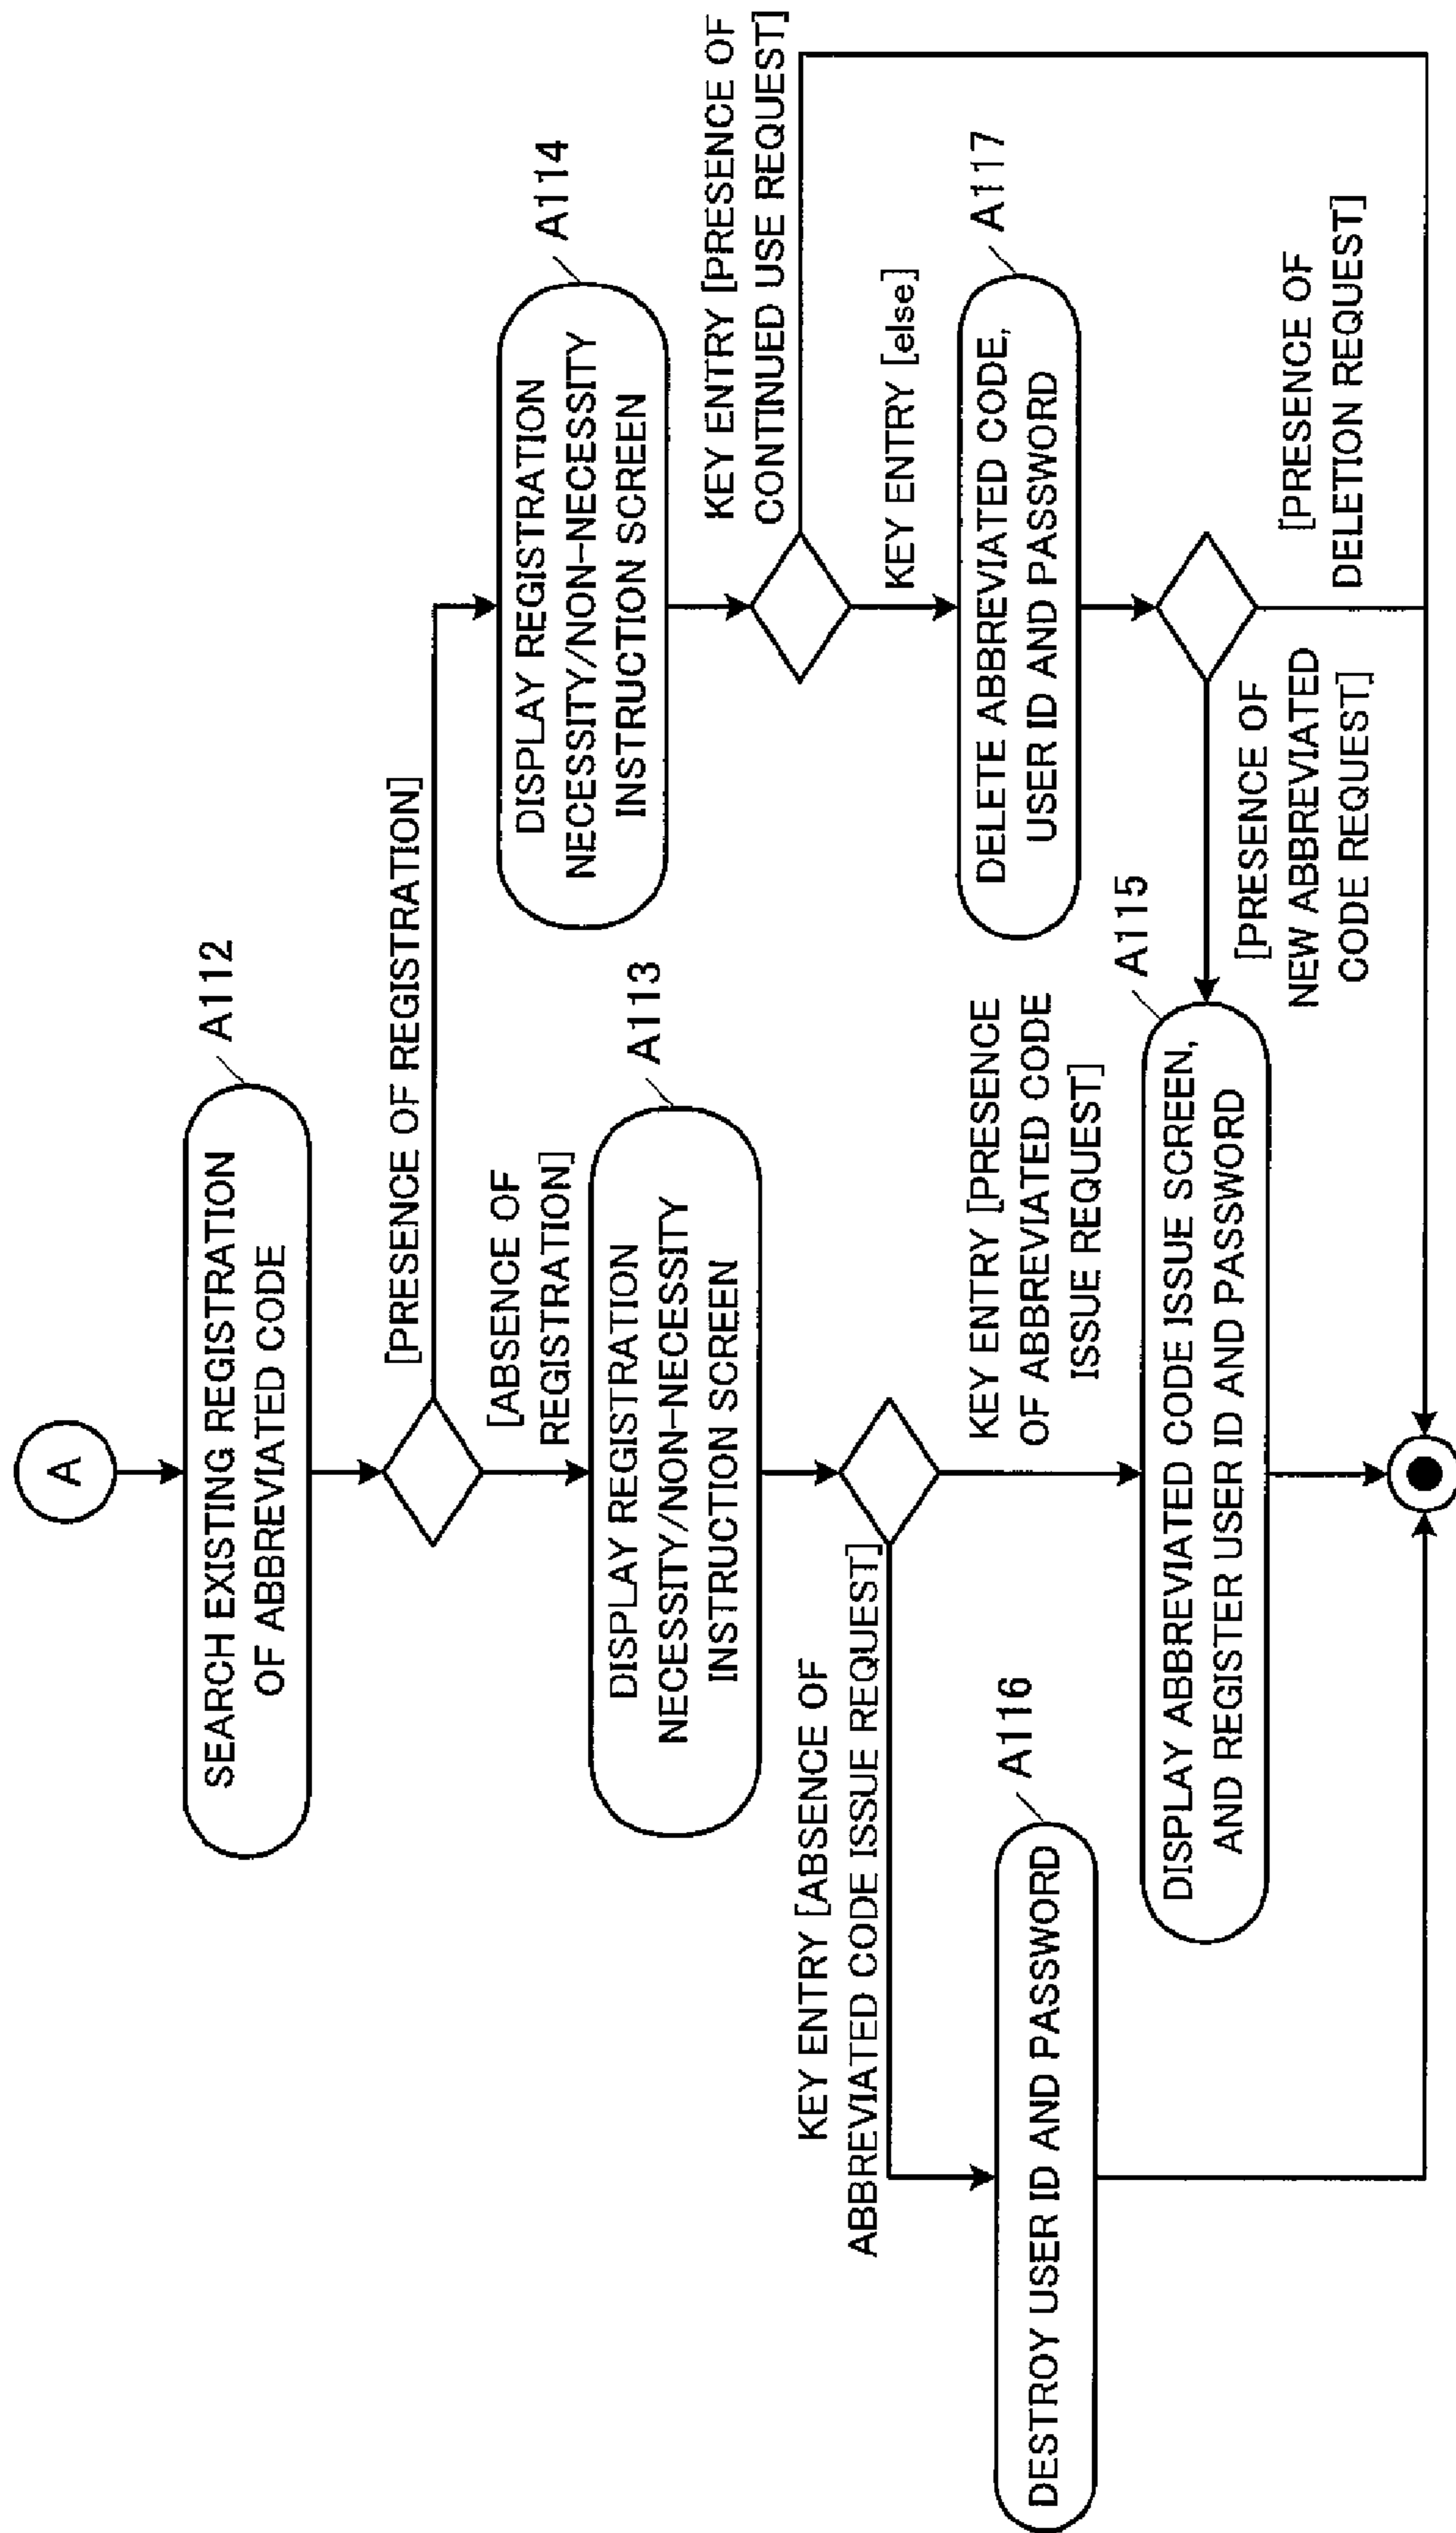 A
SEARCH EXISTING REGISTRATION
OF ABBREVIATED CODE
A112
[PRESENCE OF REGISTRATION]
[ABSENCE OF
REGISTRATION]
DISPLAY REGISTRATION
NECESSITY/NON-NECESSITY
INSTRUCTION SCREEN
A113
DISPLAY REGISTRATION
NECESSITY/NON-NECESSITY
INSTRUCTION SCREEN
A114
KEY ENTRY [PRESENCE OF
CONTINUED USE REQUEST]
KEY ENTRY [else]
DELETE ABBREVIATED CODE,
USER ID AND PASSWORD
A117
KEY ENTRY [ABSENCE OF
ABBREVIATED CODE ISSUE REQUEST]
KEY ENTRY [PRESENCE
OF ABBREVIATED CODE
ISSUE REQUEST]
DESTROY USER ID AND PASSWORD
A116
DISPLAY ABBREVIATED CODE ISSUE SCREEN,
AND REGISTER USER ID AND PASSWORD
A115
[PRESENCE OF
NEW ABBREVIATED
CODE REQUEST]
[PRESENCE OF
DELETION REQUEST]